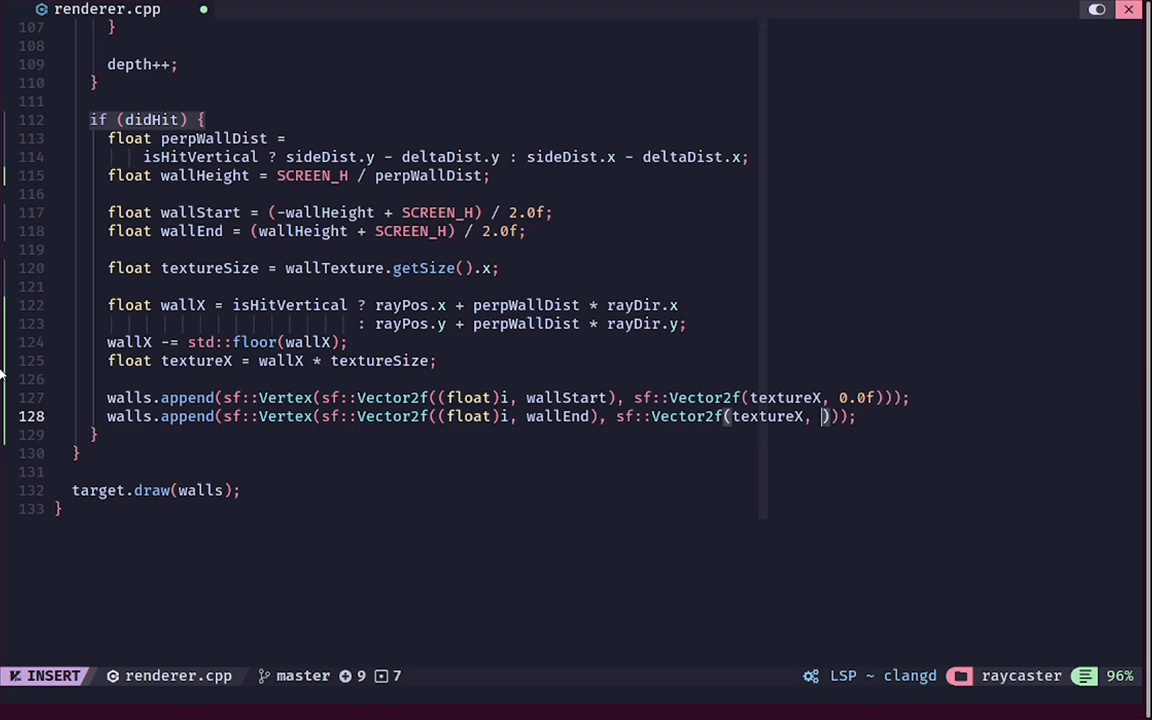 renderer.cpp
107 }
108
109 depth++;
110 }
111
112 if (didHit) {
113 float perpWallDist =
114 isHitVertical ? sideDist.y - deltaDist.y : sideDist.x - deltaDist.x;
115 float wallHeight = SCREEN_H / perpWallDist;
116
117 float wallStart = (-wallHeight + SCREEN_H) / 2.0f;
118 float wallEnd = (wallHeight + SCREEN_H) / 2.0f;
119
120 float textureSize = wallTexture.getSize().x;
121
122 float wallX = isHitVertical ? rayPos.x + perpWallDist * rayDir.x
123 : rayPos.y + perpWallDist * rayDir.y;
124 wallX -= std::floor(wallX);
125 float textureX = wallX * textureSize;
126
127 walls.append(sf::Vertex(sf::Vector2f((float)i, wallStart), sf::Vector2f(textureX, 0.0f)));
128 walls.append(sf::Vertex(sf::Vector2f((float)i, wallEnd), sf::Vector2f(textureX, )));
129 }
130 }
131
132 target.draw(walls);
133 }
INSERT renderer.cpp master 9 7 LSP ~ clangd raycaster 96%